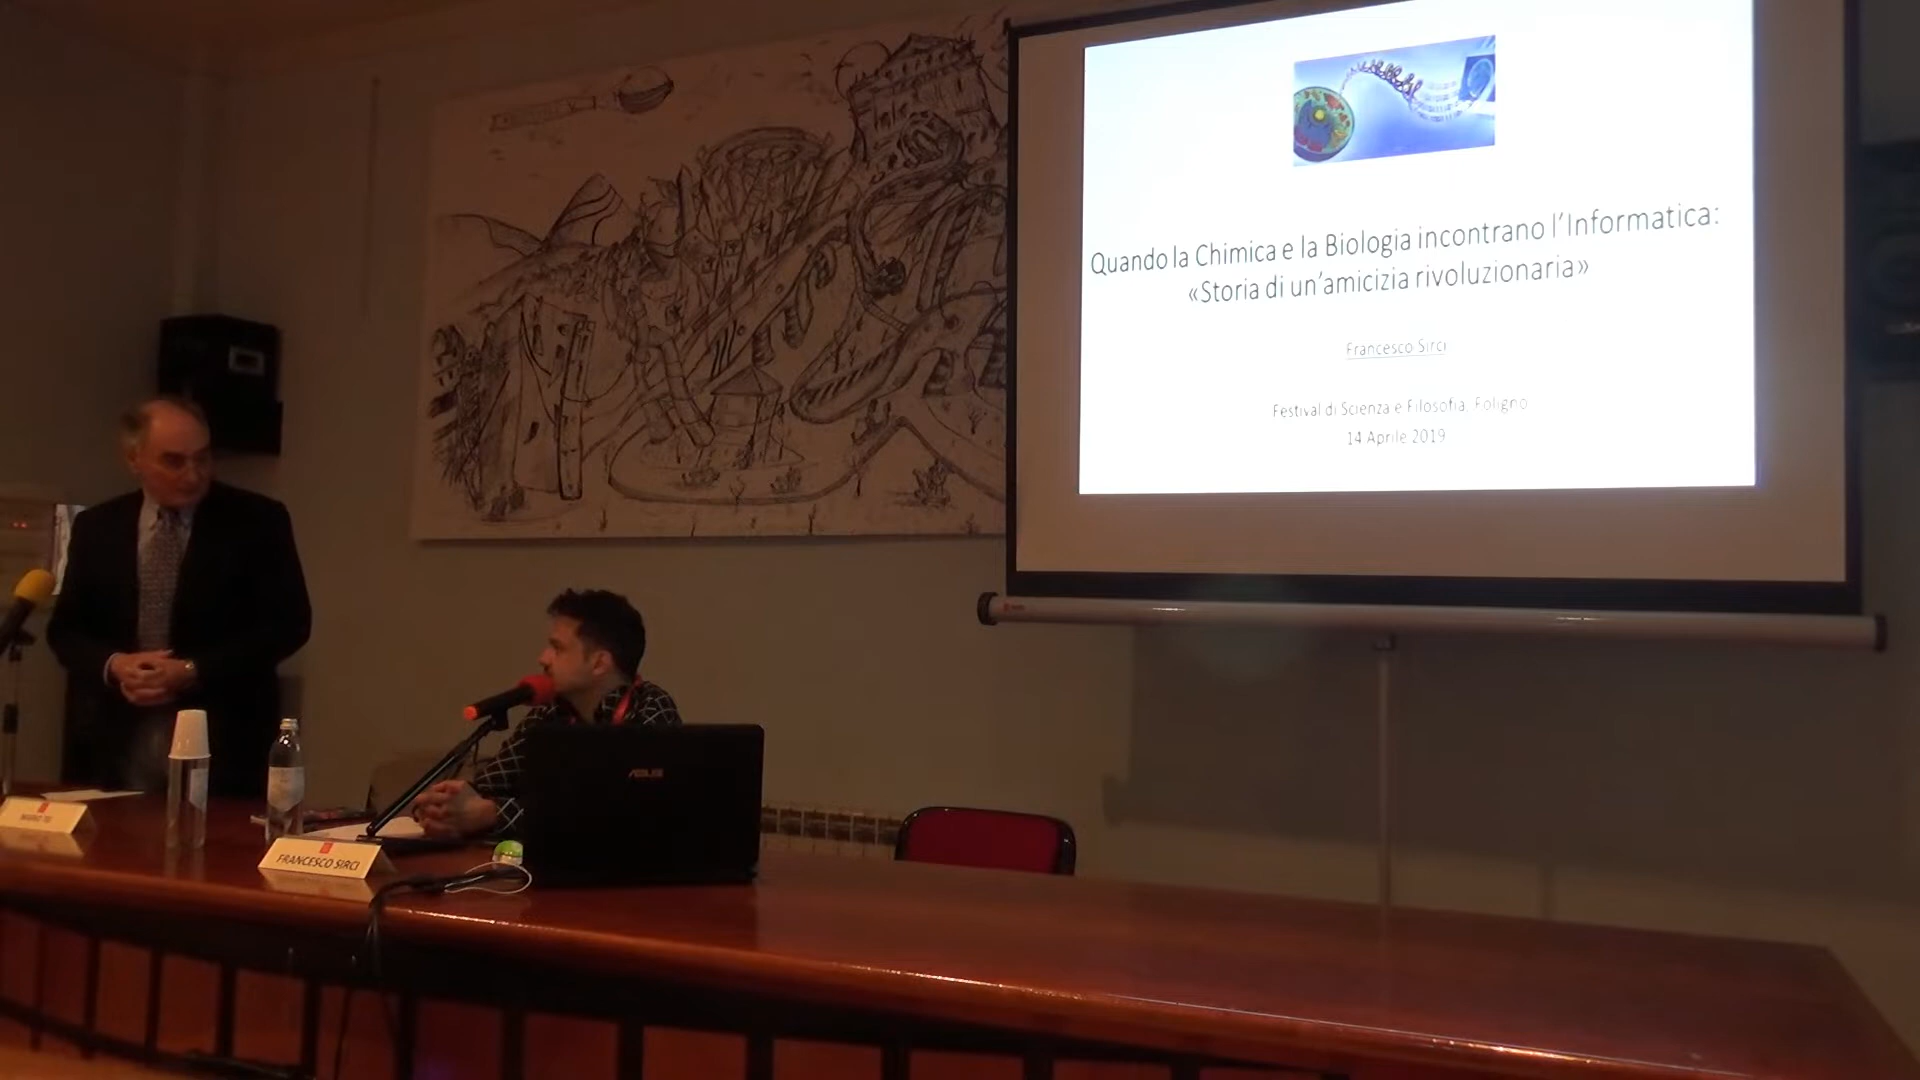 Quando la Chimica e la Biologia incontrano l'Informatica:
«Storia di un'amicizia rivoluzionaria»
Francesco Sirci
Festival di Scienza e Filosofia, Foligno
14 Aprile 2019
FRANCESCO SIRCI
ASUS